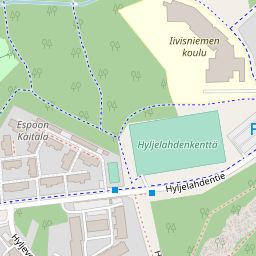 Iivisniemen
koulu
Espoon
Kaitala
Hyljelahdenkenttä
P
Hyljelahdentie